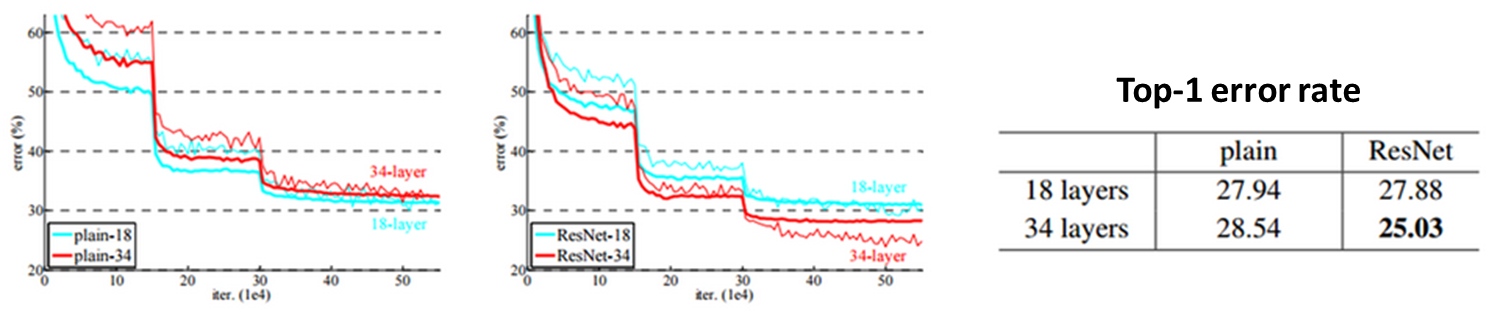 60
50
40
30
20
error (%)
0 10 20 30 40 50
iter. (1e4)
34-layer
18-layer
plain-18
plain-34
60
50
40
30
20
error (%)
0 10 20 30 40 50
iter. (1e4)
18-layer
34-layer
ResNet-18
ResNet-34
Top-1 error rate
plain ResNet
18 layers 27.94 27.88
34 layers 28.54 25.03